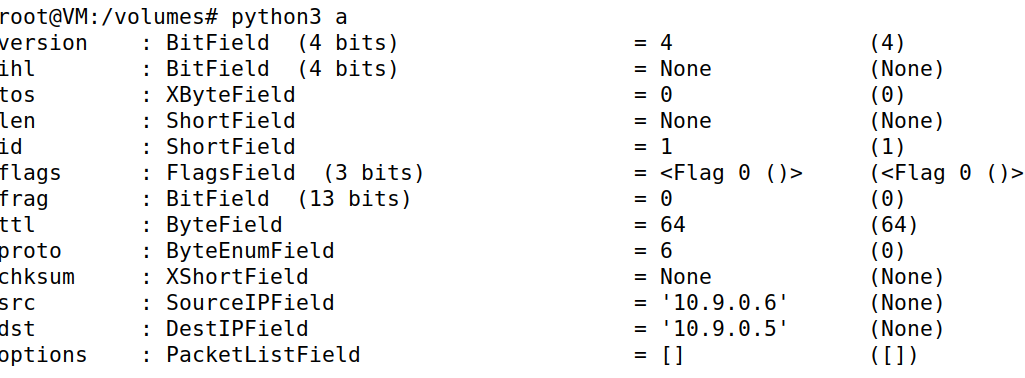 root@VM:/volumes# python3 a
version    : BitField  (4 bits)                  = 4               (4)
ihl        : BitField  (4 bits)                  = None            (None)
tos        : XByteField                          = 0               (0)
len        : ShortField                          = None            (None)
id         : ShortField                          = 1               (1)
flags      : FlagsField  (3 bits)                = <Flag 0 ()>     (<Flag 0 ()>
frag       : BitField  (13 bits)                 = 0               (0)
ttl        : ByteField                           = 64              (64)
proto      : ByteEnumField                       = 6               (0)
chksum     : XShortField                         = None            (None)
src        : SourceIPField                       = '10.9.0.6'      (None)
dst        : DestIPField                         = '10.9.0.5'      (None)
options    : PacketListField                     = []              ([])